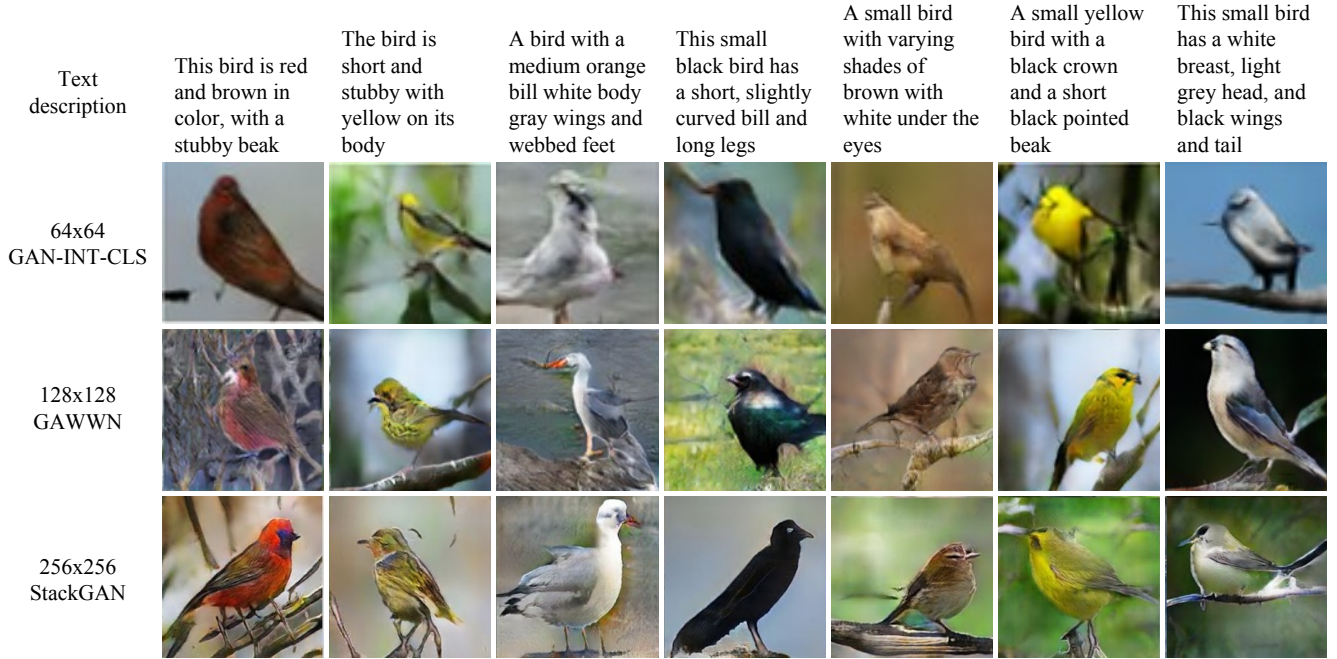 Text
description
This bird is red
and brown in
color, with a
stubby beak
The bird is
short and
stubby with
yellow on its
body
A bird with a
medium orange
bill white body
gray wings and
webbed feet
This small
black bird has
a short, slightly
curved bill and
long legs
A small bird
with varying
shades of
brown with
white under the
eyes
A small yellow
bird with a
black crown
and a short
black pointed
beak
This small bird
has a white
breast, light
grey head, and
black wings
and tail
64x64
GAN-INT-CLS
128x128
GAWWN
256x256
StackGAN